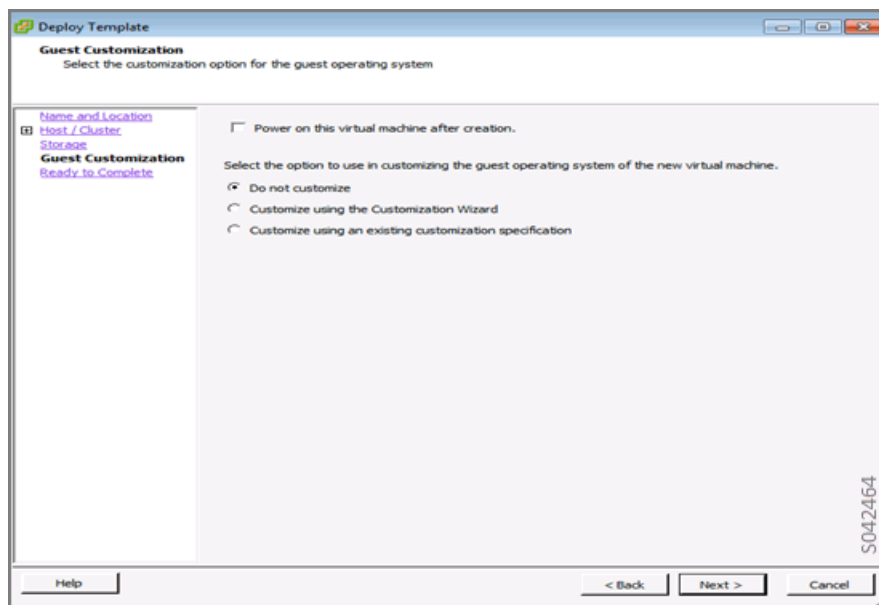 Deploy Template
Guest Customization
Select the customization option for the guest operating system
Name and Location
Host / Cluster
Storage
Guest Customization
Ready to Complete
Power on this virtual machine after creation.
Select the option to use in customizing the guest operating system of the new virtual machine.
Do not customize
Customize using the Customization Wizard
Customize using an existing customization specification
S042464
Help
< Back
Next >
Cancel